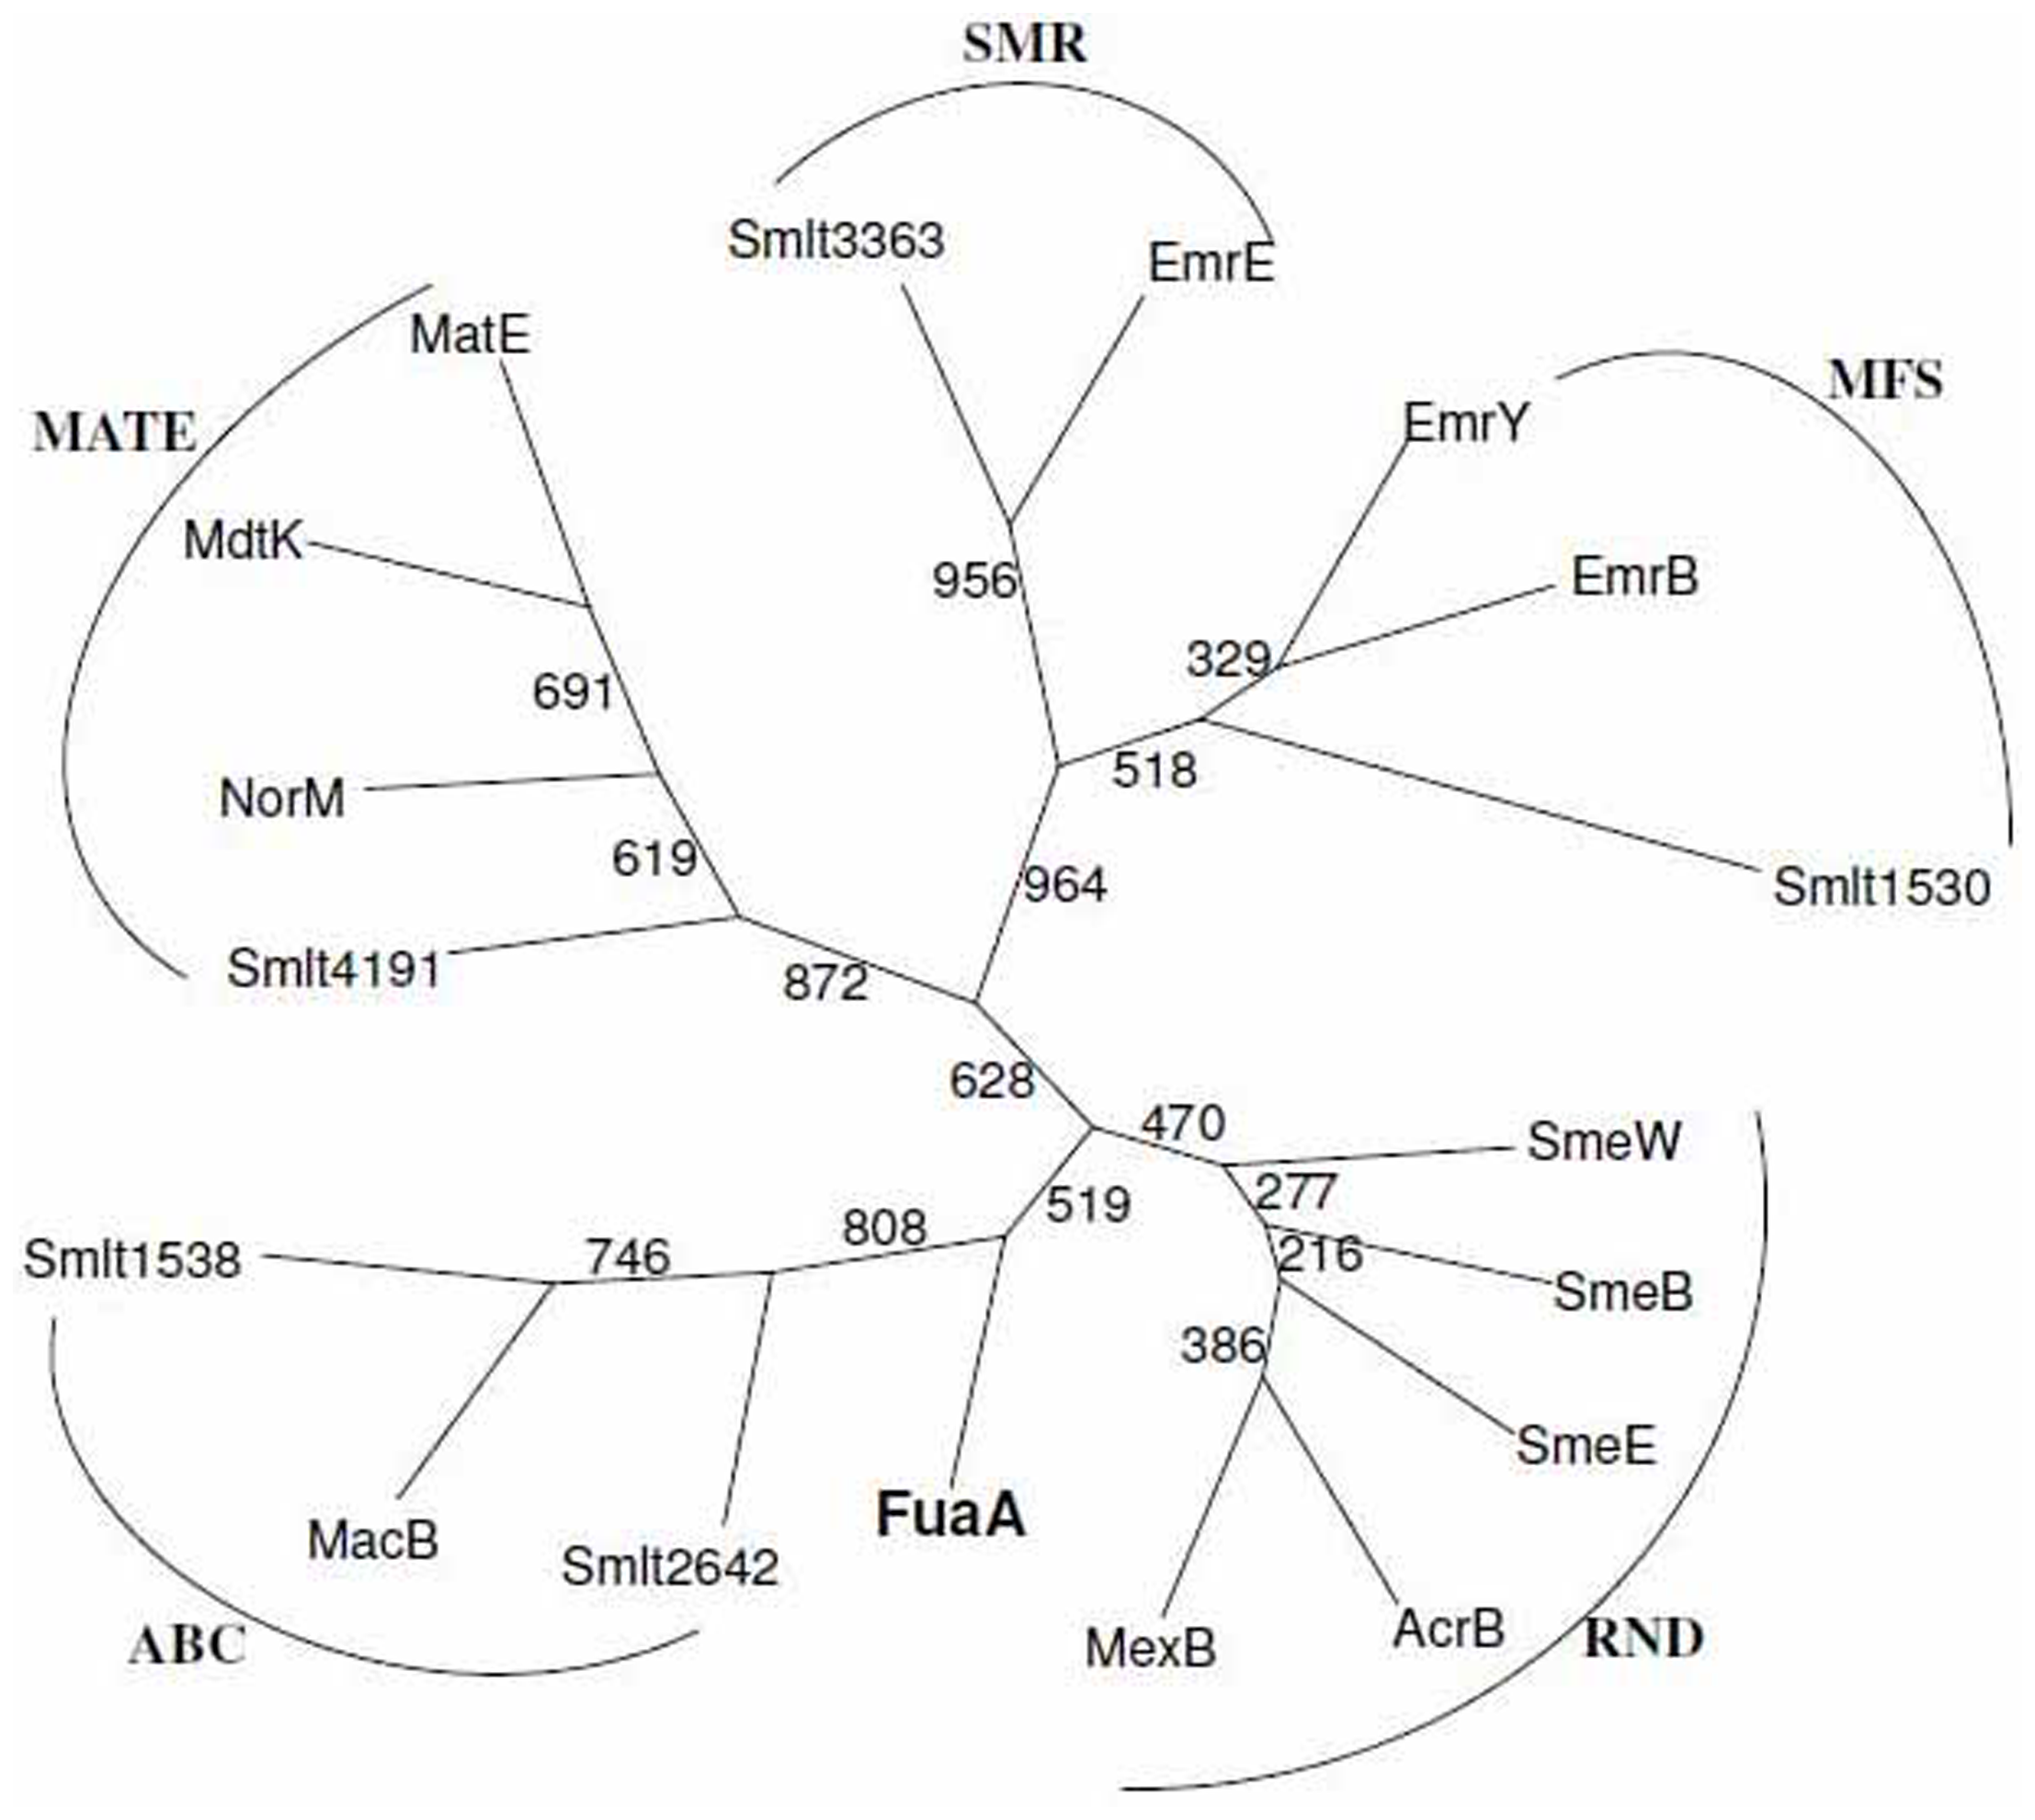 SMR
Smlt3363
EmrE
MatE
MFS
EmrY
MATE
MdtK
EmrB
956
329
691
518
NorM
619
964
Smlt1530
Smlt4191
872
628
470
SmeW
277
519
808
746
Smlt1538
216
SmeB
386
SmeE
FuaA
MacB
Smlt2642
AcrB
RND
MexB
ABC